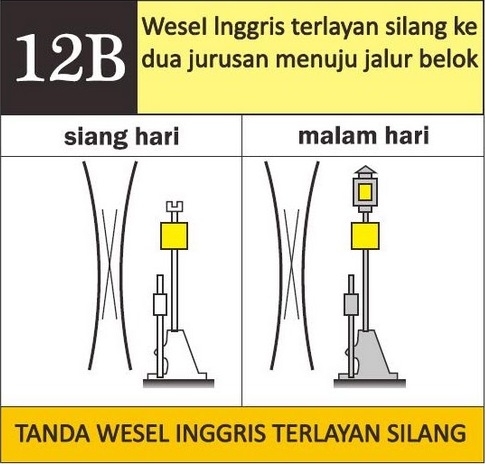 12B
Wesel Inggris terlayan silang ke
dua jurusan menuju jalur belok
siang hari
malam hari
TANDA WESEL INGGRIS TERLAYAN SILANG